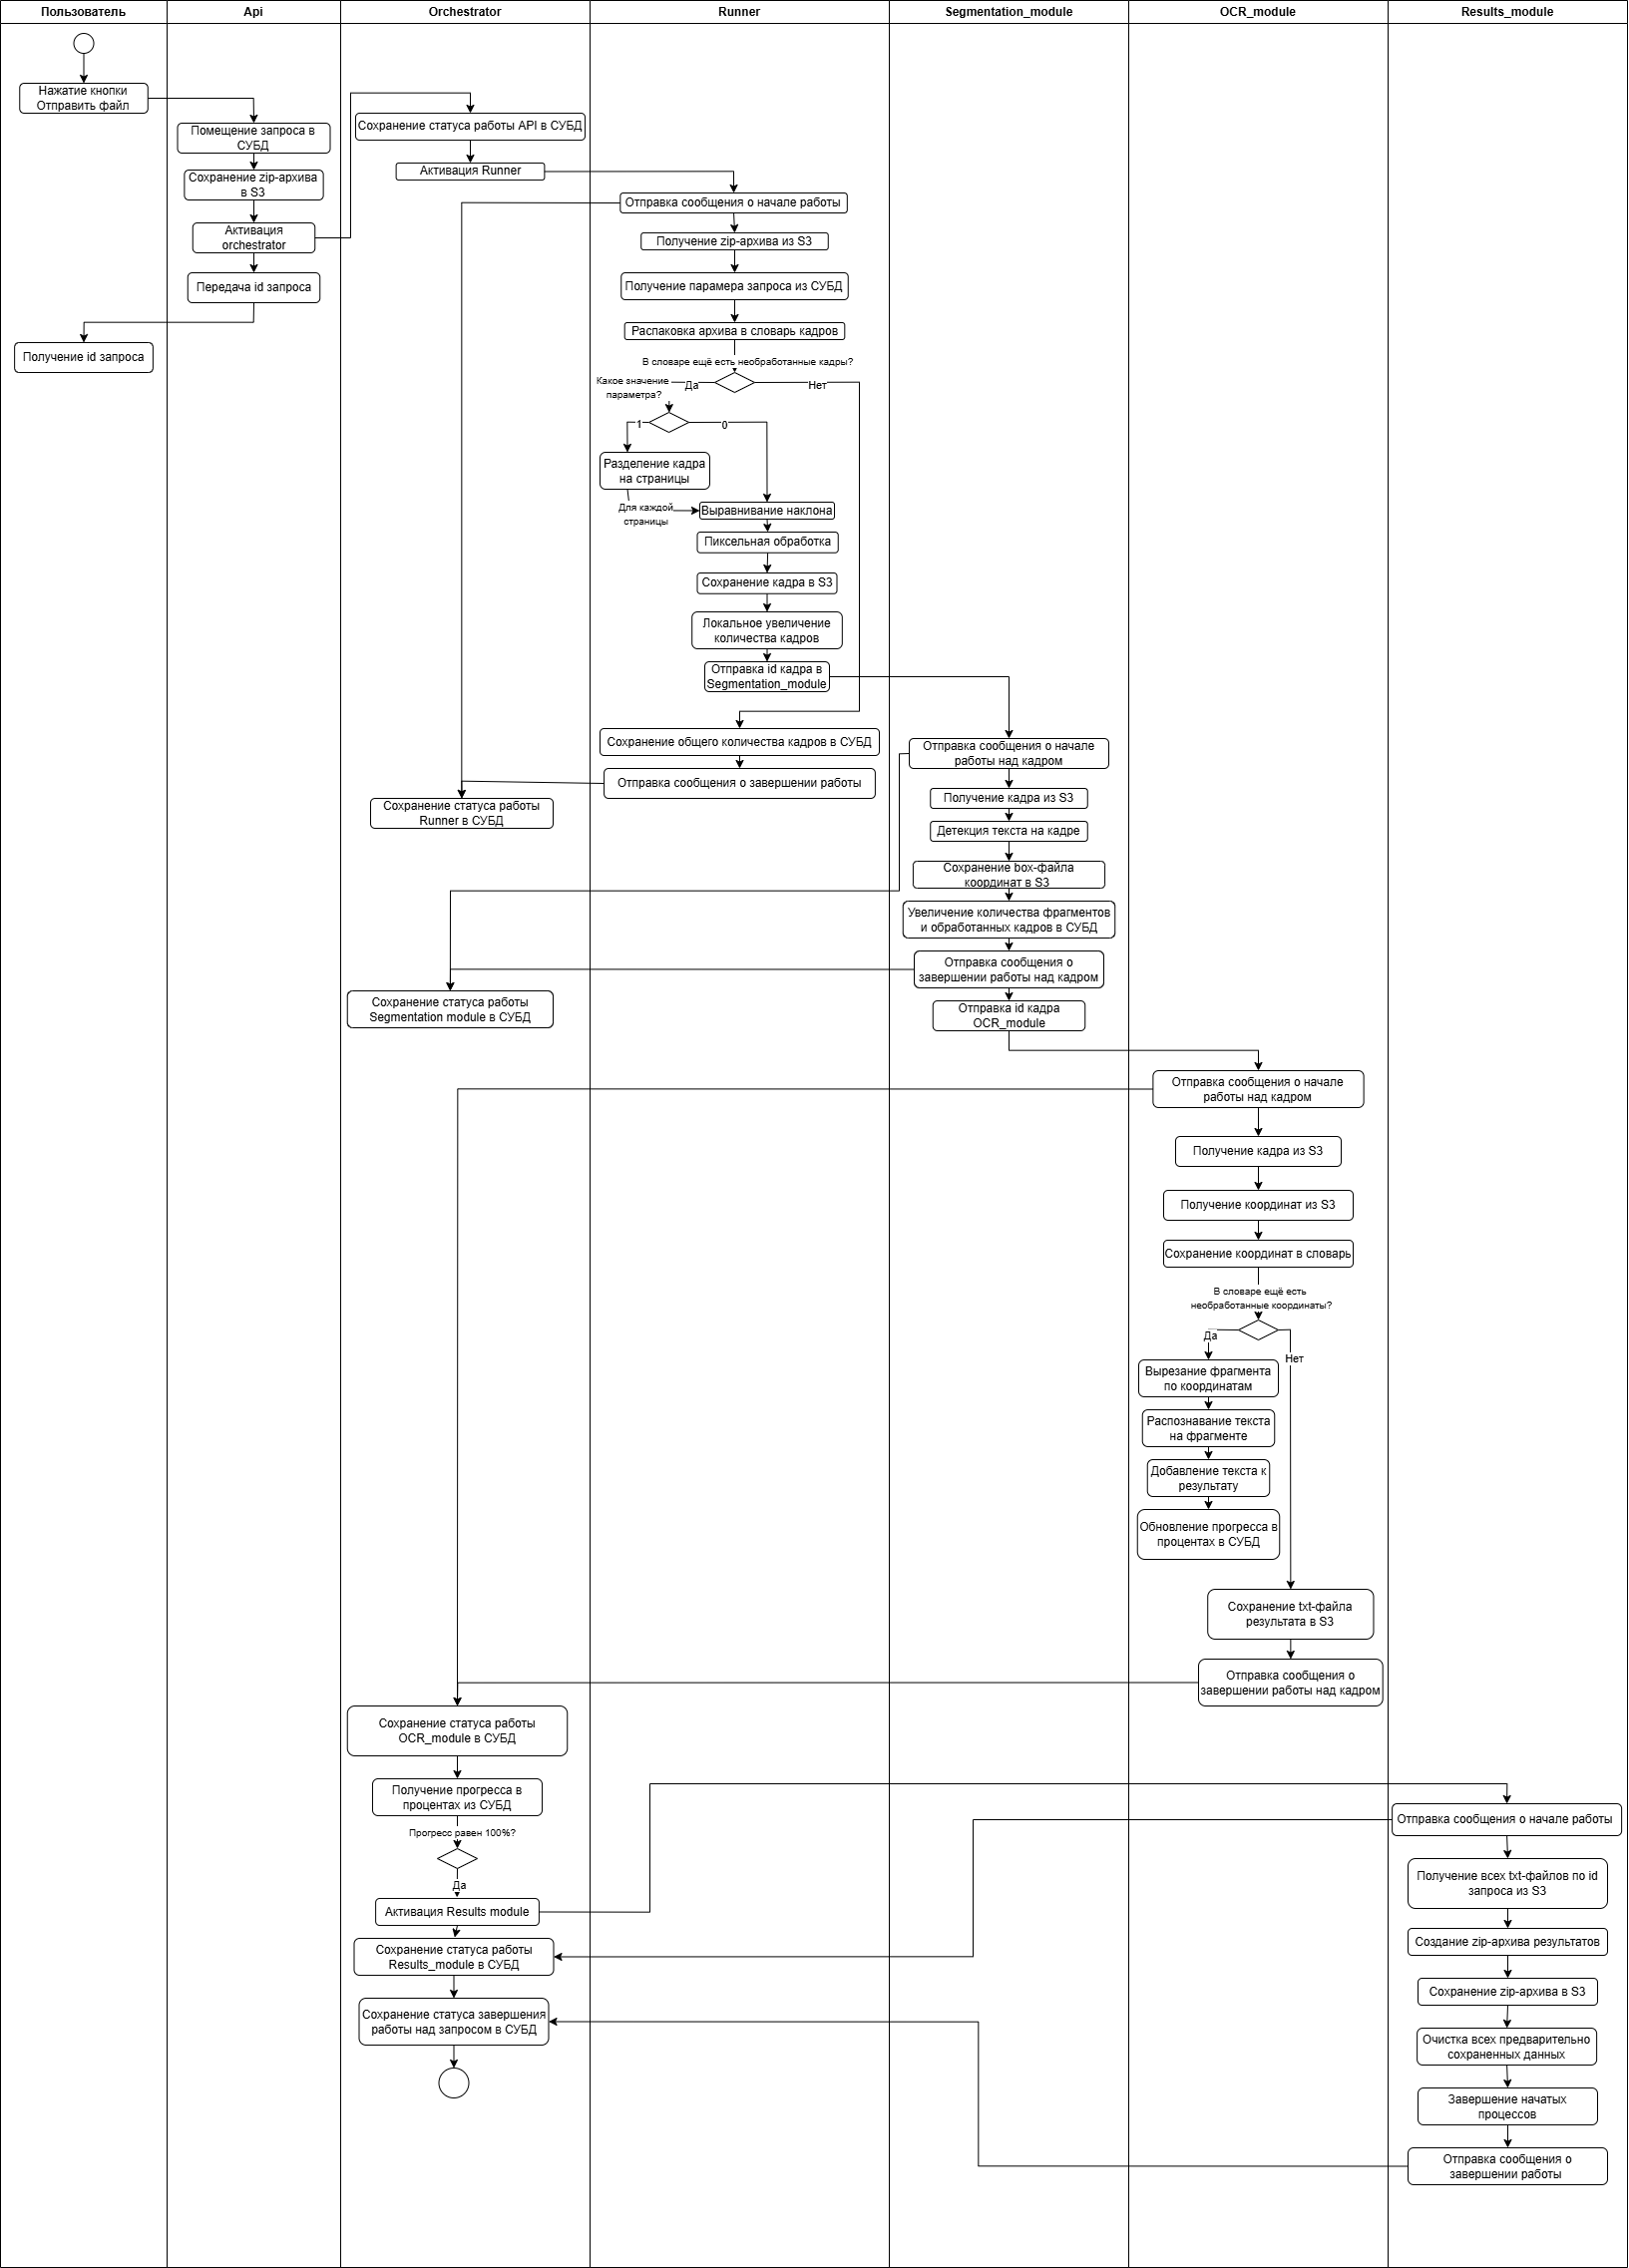 Пользователь
Api
Orchestrator
Runner
Segmentation_module
OCR_module
Results_module
Нажатие кнопки
Отправить файл
Помещение запроса в
СУБД
Сохранение zip-архива
в S3
Активация
orchestrator
Передача id запроса
Получение id запроса
Сохранение статуса работы API в СУБД
Активация Runner
Отправка сообщения о начале работы
Получение zip-архива из S3
Получение парамера запроса из СУБД
Распаковка архива в словарь кадров
В словаре ещё есть необработанные кадры?
Да
Нет
Какое значение
параметра?
1
0
Разделение кадра
на страницы
Для каждой
страницы
Выравнивание наклона
Пиксельная обработка
Сохранение кадра в S3
Локальное увеличение
количества кадров
Отправка id кадра в
Segmentation_module
Сохранение общего количества кадров в СУБД
Отправка сообщения о завершении работы
Сохранение статуса работы
Runner в СУБД
Отправка сообщения о начале
работы над кадром
Получение кадра из S3
Детекция текста на кадре
Сохранение box-файла
координат в S3
Увеличение количества фрагментов
и обработанных кадров в СУБД
Отправка сообщения о
завершении работы над кадром
Отправка id кадра
OCR_module
Сохранение статуса работы
Segmentation module в СУБД
Отправка сообщения о начале
работы над кадром
Получение кадра из S3
Получение координат из S3
Сохранение координат в словарь
В словаре ещё есть
необработанные координаты?
Да
Нет
Вырезание фрагмента
по координатам
Распознавание текста
на фрагменте
Добавление текста к
результату
Обновление прогресса в
процентах в СУБД
Сохранение txt-файла
результата в S3
Отправка сообщения о
завершении работы над кадром
Сохранение статуса работы
OCR_module в СУБД
Получение прогресса в
процентах из СУБД
Прогресс равен 100%?
Да
Активация Results module
Сохранение статуса работы
Results_module в СУБД
Сохранение статуса завершения
работы над запросом в СУБД
Отправка сообщения о начале работы
Получение всех txt-файлов по id
запроса из S3
Создание zip-архива результатов
Сохранение zip-архива в S3
Очистка всех предварительно
сохраненных данных
Завершение начатых
процессов
Отправка сообщения о
завершении работы